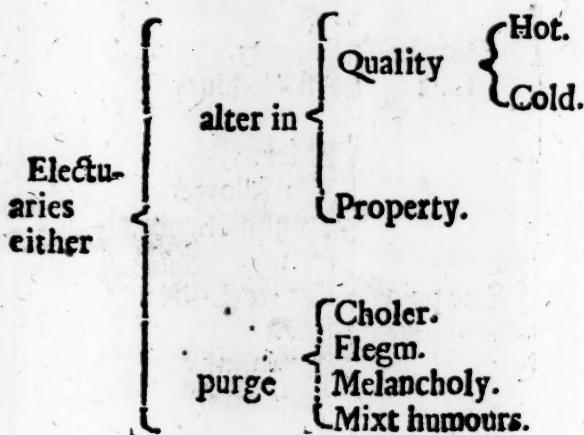 Electu-
aries
either
alter in
Quality
Hot.
Cold.
Property.
purge
Choler.
Flegm.
Melancholy.
Mixt humours.